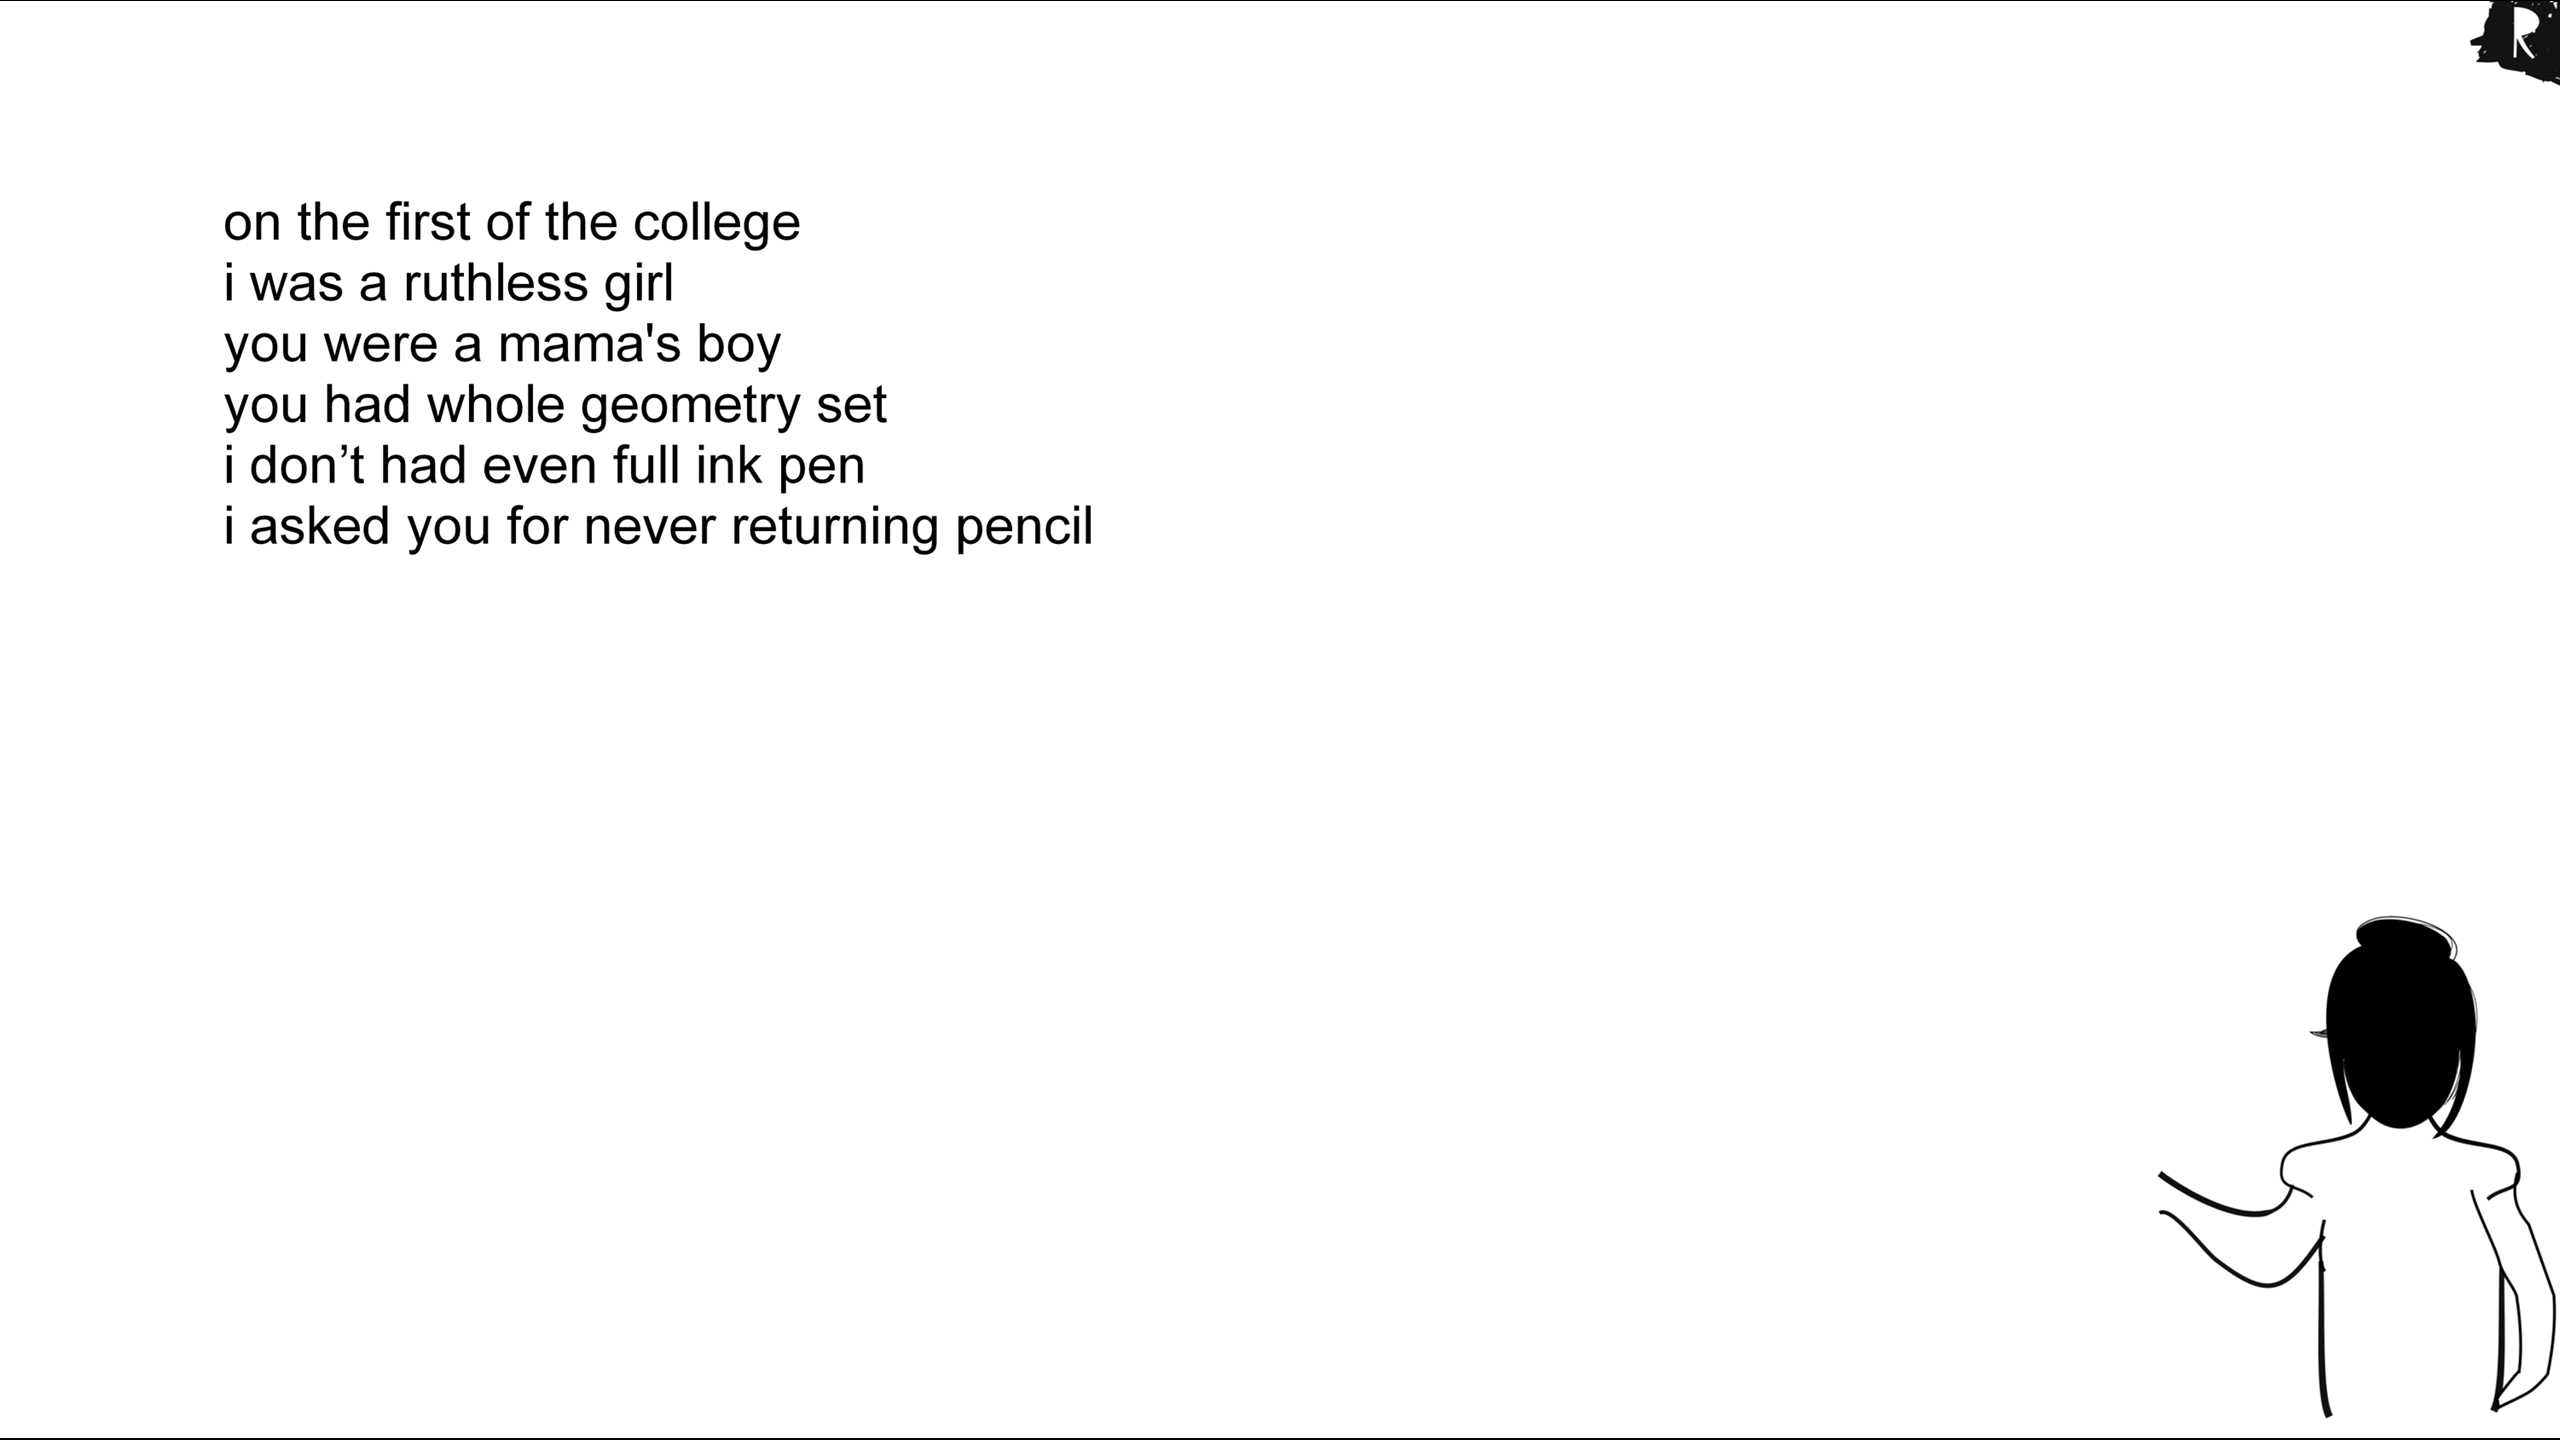 R
on the first of the college
i was a ruthless girl
you were a mama's boy
you had whole geometry set
i don’t had even full ink pen
i asked you for never returning pencil